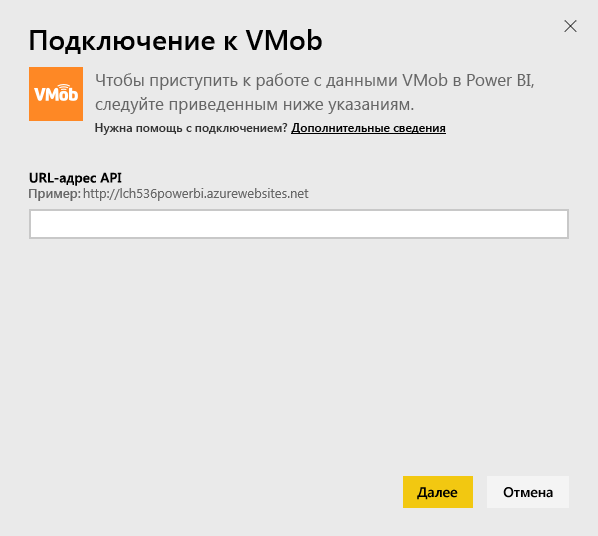 Подключение к VMob
VMob
Чтобы приступить к работе с данными VMob в Power BI,
следуйте приведенным ниже указаниям.
Нужна помощь с подключением? Дополнительные сведения
URL-адрес API
Пример: http://lch536powerbi.azurewebsites.net
Далее
Отмена